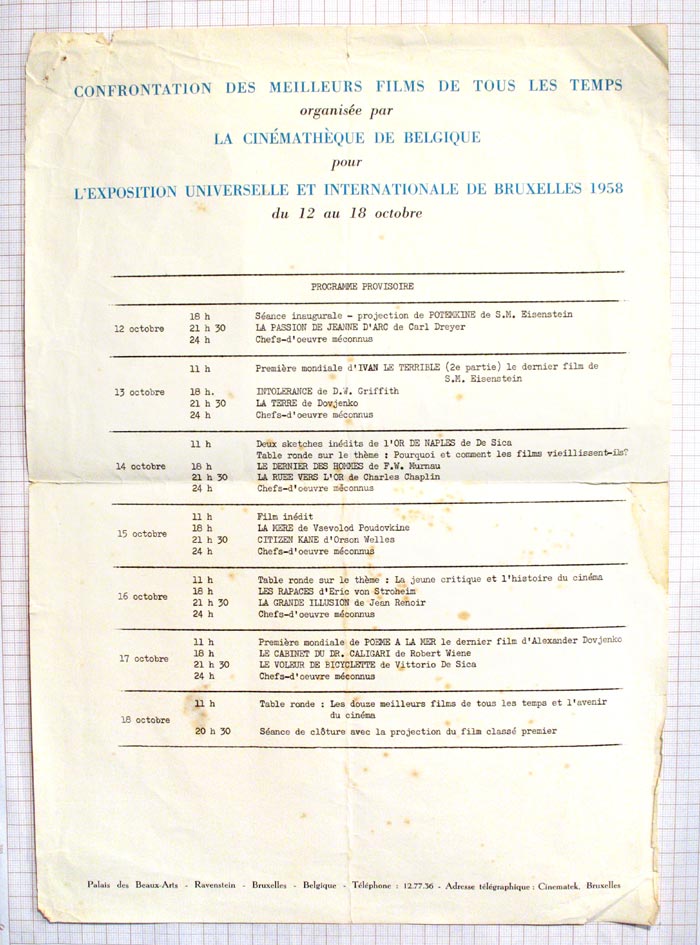 CONFRONTATION DES MEILLEURS FILMS DE TOUS LES TEMPS
organisée par
LA CINÉMATHÈQUE DE BELGIQUE
pour
L'EXPOSITION UNIVERSELLE ET INTERNATIONALE DE BRUXELLES 1958
du 12 au 18 octobre
PROGRAMME PROVISOIRE
12 octobre
18 h Séance inaugurale - projection de POTEMKINE de S.M. Eisenstein
21 h 30 LA PASSION DE JEANNE D'ARC de Carl Dreyer
24 h Chefs-d'oeuvre méconnus
13 octobre
11 h Première mondiale d'IVAN LE TERRIBLE (2e partie) le dernier film de
S.M. Eisenstein
18 h. INTOLERANCE de D.W. Griffith
21 h 30 LA TERRE de Dovjenko
24 h Chefs-d'oeuvre méconnus
14 octobre
11 h Deux sketches inédits de l'OR DE NAPLES de De Sica
Table ronde sur le thème : Pourquoi et comment les films vieillissent-ils?
18 h LE DERNIER DES HOMMES de F.W. Murnau
21 h 30 LA RUEE VERS L'OR de Charles Chaplin
24 h Chefs-d'oeuvre méconnus
15 octobre
11 h Film inédit
18 h LA MERE de Vsevolod Poudovkine
21 h 30 CITIZEN KANE d'Orson Welles
24 h Chefs-d'oeuvre méconnus
16 octobre
11 h Table ronde sur le thème : La jeune critique et l'histoire du cinéma
18 h LES RAPACES d'Eric von Stroheim
21 h 30 LA GRANDE ILLUSION de Jean Renoir
24 h Chefs-d'oeuvre méconnus
17 octobre
11 h Première mondiale de POEME A LA MER le dernier film d'Alexander Dovjenko
18 h LE CABINET DU DR. CALIGARI de Robert Wiene
21 h 30 LE VOLEUR DE BICYCLETTE de Vittorio De Sica
24 h Chefs-d'oeuvre méconnus
18 octobre
11 h Table ronde : Les douze meilleurs films de tous les temps et l'avenir
du cinéma
20 h 30 Séance de clôture avec la projection du film classé premier
Palais des Beaux-Arts - Ravenstein - Bruxelles - Belgique - Téléphone : 12.77.36 - Adresse télégraphique : Cinematek, Bruxelles